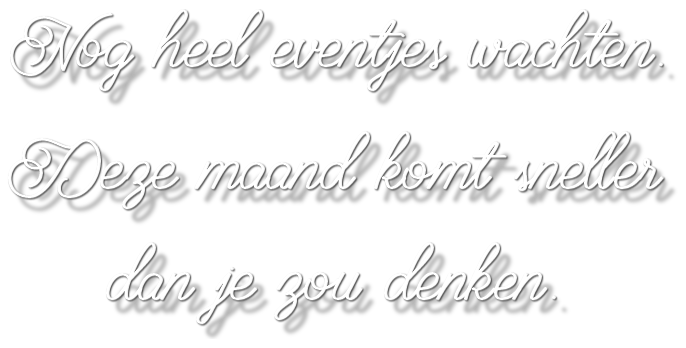 Nog heel eventjes wachten.
Deze maand komt sneller
dan je zou denken.